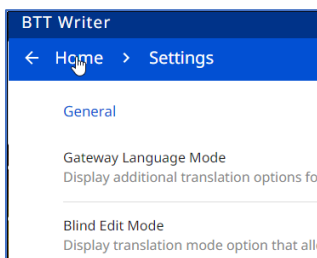 BTT Writer
← Home > Settings
General
Gateway Language Mode
Display additional translation options fo
Blind Edit Mode
Display translation mode option that all